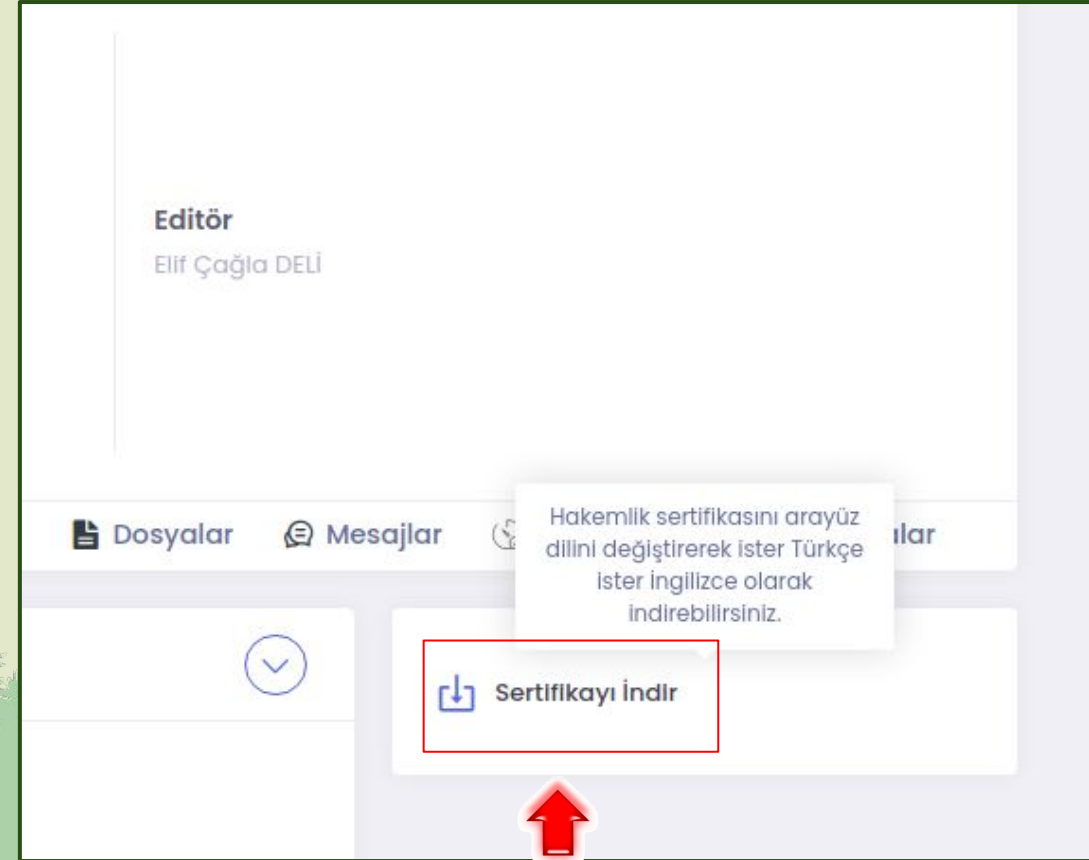 Editör
Elif Çağla DELİ
Dosyalar
Mesajlar
Hakemlik sertifikasını arayüz
dilini değiştirerek ister Türkçe
ister İngilizce olarak
indirebilirsiniz.
Sertifikayı İndir